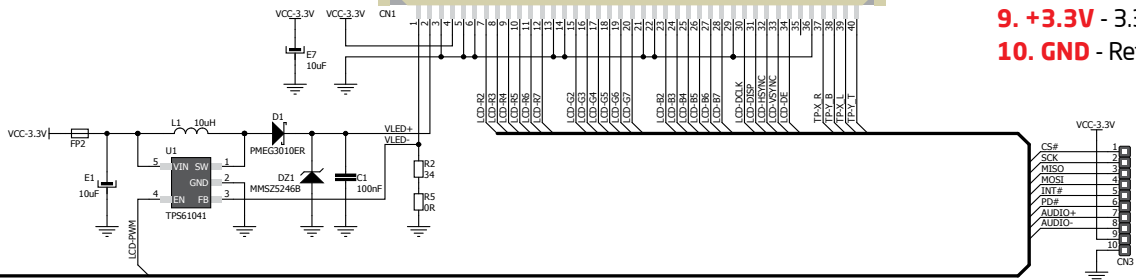 VCC-3.3V VCC-3.3V CN1
9. +3.3V - 3.3
10. GND - Ref
E7
10uF
1 2 3 4 5 6 7 8 9 10 11 12 13 14 15 16 17 18 19 20 21 22 23 24 25 26 27 28 29 30 31 32 33 34 35 36 37 38 39 40
LCD-R2
LCD-R3
LCD-R4
LCD-R5
LCD-R6
LCD-R7
LCD-G2
LCD-G3
LCD-G4
LCD-G5
LCD-G6
LCD-G7
LCD-B2
LCD-B3
LCD-B4
LCD-B5
LCD-B6
LCD-B7
LCD-DCLK
LCD-DISP
LCD-HSYNC
LCD-VSYNC
LCD-DE
TP-X_R
TP-Y_B
TP-X_L
TP-Y_T
VCC-3.3V
FP2
L1 10uH
D1
PMEG3010ER
VLED+
VLED-
U1
5 VIN SW 1
GND 2
4 EN FB 3
TPS61041
E1
10uF
DZ1
MMSZ5246B
C1
100nF
R2
34
R5
0R
LCD-PWM
VCC-3.3V
CS# 1
SCK 2
MISO 3
MOSI 4
INT# 5
PD# 6
AUDIO+ 7
AUDIO- 8
9
10
CN3